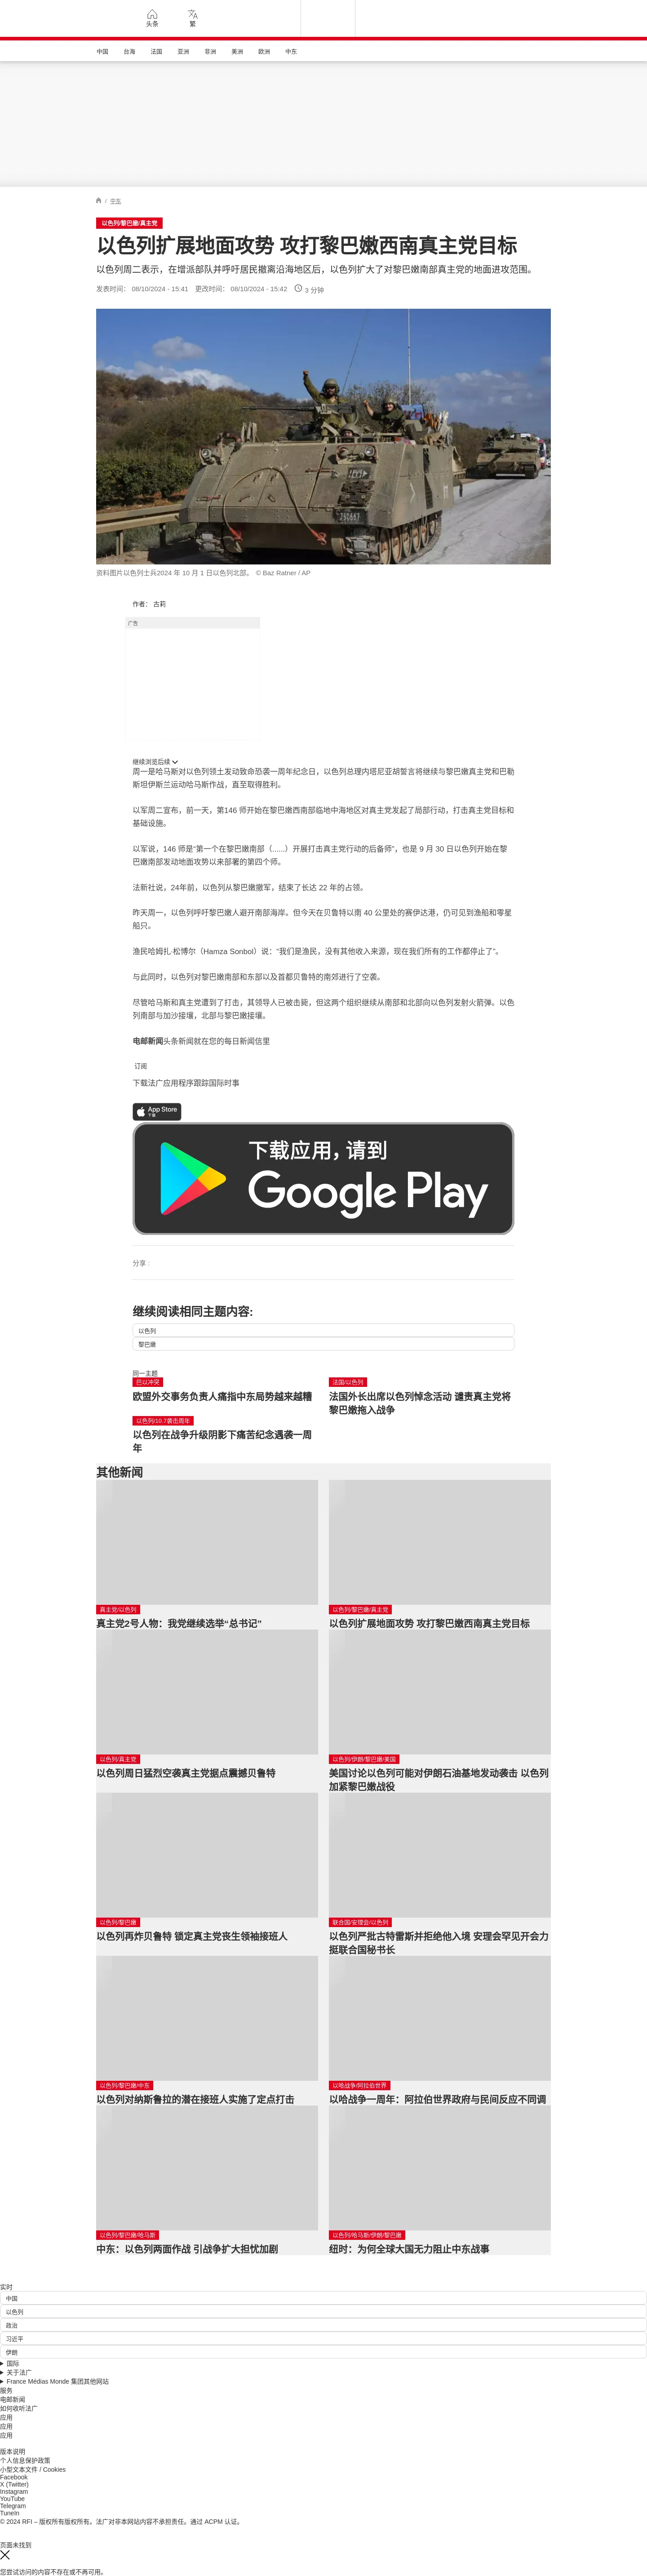 头条
繁
中国 台海 法国 亚洲 非洲 美洲 欧洲 中东
/ 中东
以色列/黎巴嫩/真主党
以色列扩展地面攻势 攻打黎巴嫩西南真主党目标
以色列周二表示，在增派部队并呼吁居民撤离沿海地区后，以色列扩大了对黎巴嫩南部真主党的地面进攻范围。
发表时间： 08/10/2024 - 15:41 更改时间： 08/10/2024 - 15:42 3 分钟
资料图片以色列士兵2024 年 10 月 1 日以色列北部。 © Baz Ratner / AP
作者： 古莉
广告
继续浏览后续
周一是哈马斯对以色列领土发动致命恐袭一周年纪念日，以色列总理内塔尼亚胡誓言将继续与黎巴嫩真主党和巴勒
斯坦伊斯兰运动哈马斯作战，直至取得胜利。
以军周二宣布，前一天，第146 师开始在黎巴嫩西南部临地中海地区对真主党发起了局部行动，打击真主党目标和
基础设施。
以军说，146 师是“第一个在黎巴嫩南部（......）开展打击真主党行动的后备师”，也是 9 月 30 日以色列开始在黎
巴嫩南部发动地面攻势以来部署的第四个师。
法新社说，24年前，以色列从黎巴嫩撤军，结束了长达 22 年的占领。
昨天周一，以色列呼吁黎巴嫩人避开南部海岸。但今天在贝鲁特以南 40 公里处的赛伊达港，仍可见到渔船和零星
船只。
渔民哈姆扎·松博尔（Hamza Sonbol）说：“我们是渔民，没有其他收入来源，现在我们所有的工作都停止了”。
与此同时，以色列对黎巴嫩南部和东部以及首都贝鲁特的南郊进行了空袭。
尽管哈马斯和真主党遭到了打击，其领导人已被击毙，但这两个组织继续从南部和北部向以色列发射火箭弹。以色
列南部与加沙接壤，北部与黎巴嫩接壤。
电邮新闻头条新闻就在您的每日新闻信里
订阅
下载法广应用程序跟踪国际时事
App Store
下载
下载应用，请到
Google Play
分享 :
继续阅读相同主题内容:
以色列
黎巴嫩
同一主题
巴以冲突
欧盟外交事务负责人痛指中东局势越来越糟
法国/以色列
法国外长出席以色列悼念活动 谴责真主党将
黎巴嫩拖入战争
以色列/10.7袭击周年
以色列在战争升级阴影下痛苦纪念遇袭一周
年
其他新闻
真主党/以色列
真主党2号人物：我党继续选举“总书记”
以色列/黎巴嫩/真主党
以色列扩展地面攻势 攻打黎巴嫩西南真主党目标
以色列/真主党
以色列周日猛烈空袭真主党据点震撼贝鲁特
以色列/伊朗/黎巴嫩/美国
美国讨论以色列可能对伊朗石油基地发动袭击 以色列
加紧黎巴嫩战役
以色列/黎巴嫩
以色列再炸贝鲁特 锁定真主党丧生领袖接班人
联合国/安理会/以色列
以色列严批古特雷斯并拒绝他入境 安理会罕见开会力
挺联合国秘书长
以色列/黎巴嫩/中东
以色列对纳斯鲁拉的潜在接班人实施了定点打击
以哈战争/阿拉伯世界
以哈战争一周年：阿拉伯世界政府与民间反应不同调
以色列/黎巴嫩/哈马斯
中东：以色列两面作战 引战争扩大担忧加剧
以色列/哈马斯/伊朗/黎巴嫩
纽时：为何全球大国无力阻止中东战事
实时
中国
以色列
政治
习近平
伊朗
国际
关于法广
France Médias Monde 集团其他网站
服务
电邮新闻
如何收听法广
应用
应用
应用
版本说明
个人信息保护政策
小型文本文件 / Cookies
Facebook
X (Twitter)
Instagram
YouTube
Telegram
TuneIn
© 2024 RFI – 版权所有版权所有。法广对非本网站内容不承担责任。通过 ACPM 认证。
页面未找到
您尝试访问的内容不存在或不再可用。